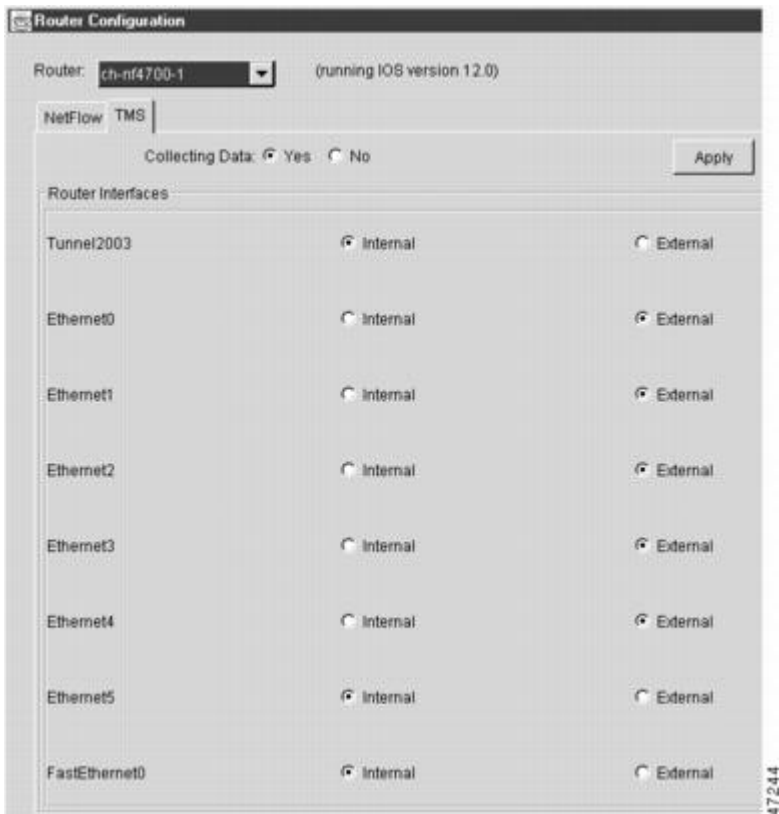 Router Configuration
Router: ch-nf4700-1 (running IOS version 12.0)
NetFlow TMS
Collecting Data: Yes No Apply
Router Interfaces
Tunnel2003 Internal External
Ethernet0 Internal External
Ethernet1 Internal External
Ethernet2 Internal External
Ethernet3 Internal External
Ethernet4 Internal External
Ethernet5 Internal External
FastEthernet0 Internal External
47244